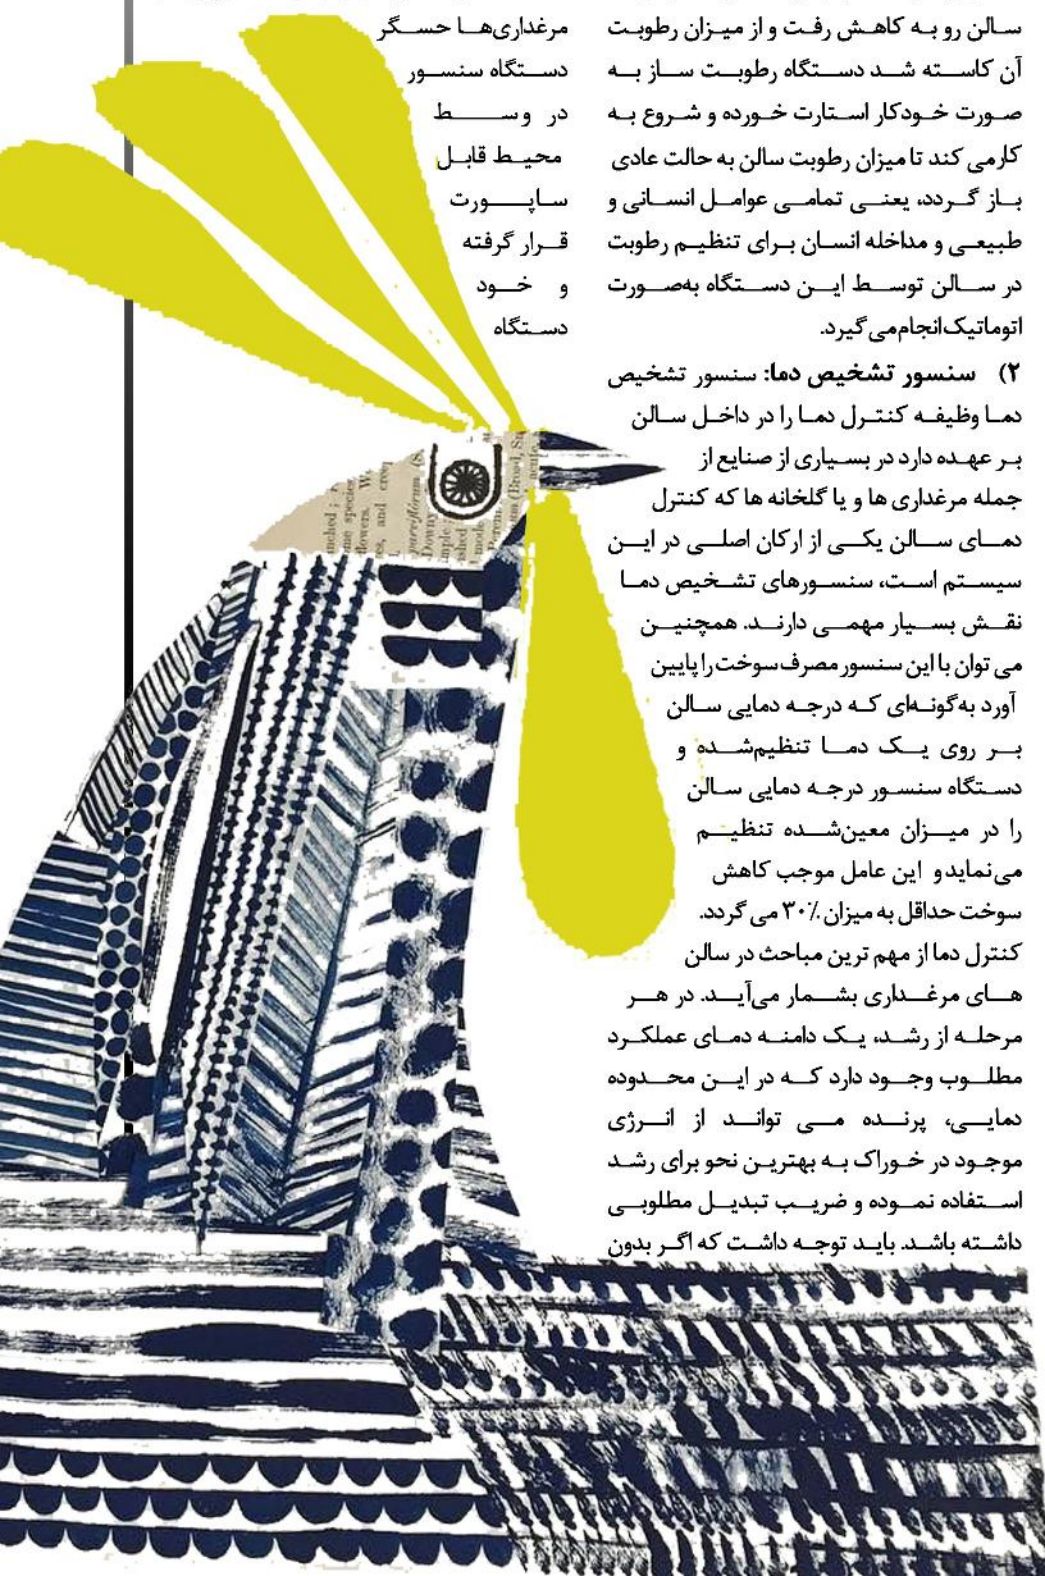 سالن رو به کاهش رفت و از میزان رطوبت
آن کاسته شد دستگاه رطوبت ساز به
صورت خودکار استارت خورده و شروع به
کارمی کند تا میزان رطوبت سالن به حالت عادی
باز گردد، یعنی تمامی عوامل انسانی و
طبیعی و مداخله انسان برای تنظیم رطوبت
در سالن توسط این دستگاه به‌صورت
اتوماتیک انجام می گیرد.
۲) سنسور تشخیص دما: سنسور تشخیص
دما وظیفه کنترل دما را در داخل سالن
بر عهده دارد در بسیاری از صنایع از
جمله مرغداری ها و یا گلخانه ها که کنترل
دمای سالن یکی از ارکان اصلی در این
سیستم است، سنسورهای تشخیص دما
نقش بسیار مهمی دارند. همچنین
می توان با این سنسور مصرف سوخت را پایین
آورد به‌گونه‌ای که درجه دمایی سالن
بر روی یک دما تنظیم‌شده و
دستگاه سنسور درجه دمایی سالن
را در میزان معین‌شده تنظیم
می‌نماید و این عامل موجب کاهش
سوخت حداقل به میزان ۳۰٪ می گردد.
کنترل دما از مهم ترین مباحث در سالن
های مرغداری بشمار می‌آید. در هر
مرحله از رشد، یک دامنه دمای عملکرد
مطلوب وجود دارد که در این محدوده
دمایی، پرنده می تواند از انرژی
موجود در خوراک به بهترین نحو برای رشد
استفاده نموده و ضریب تبدیل مطلوبی
داشته باشد. باید توجه داشت که اگر بدون
مرغداری‌ها حسگر
دستگاه سنسور
در وسط
محیط قابل
ساپورت
قرار گرفته
و خود
دستگاه